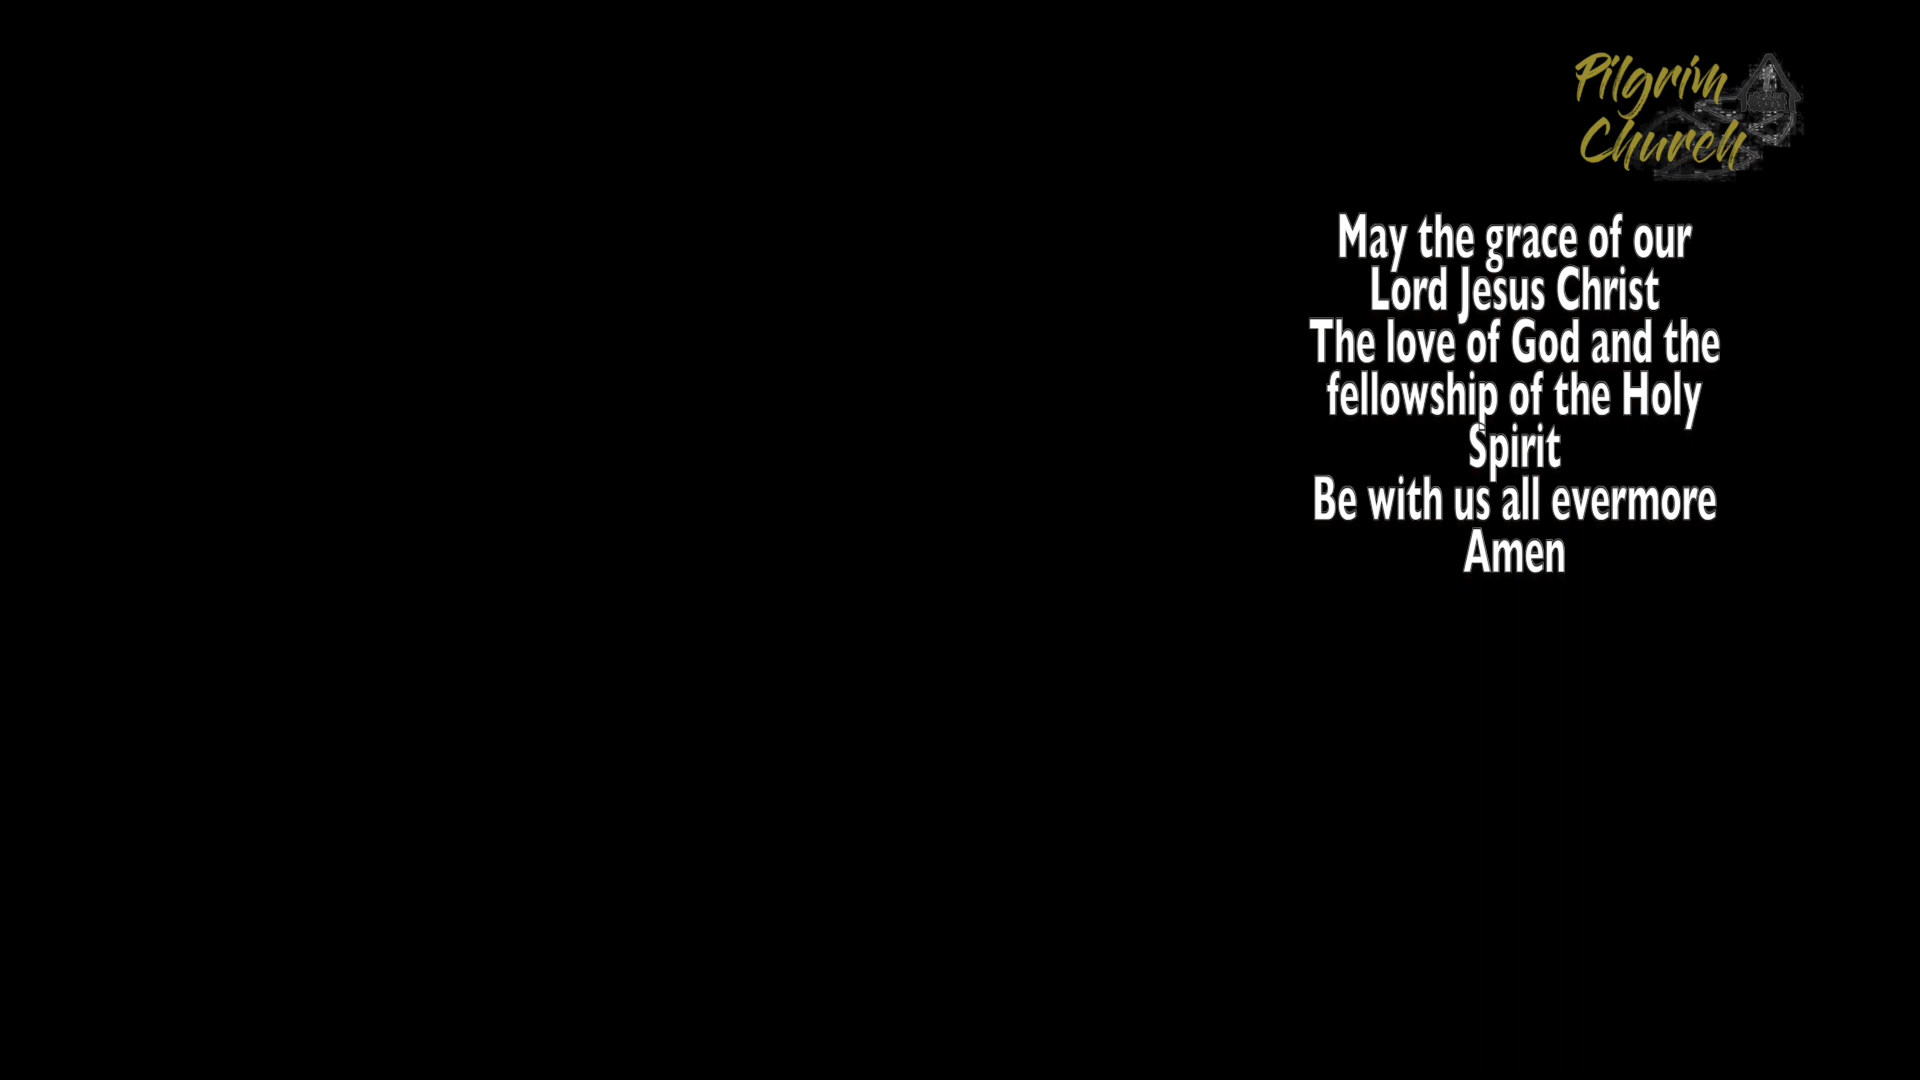 Pilgrim
Church
May the grace of our
Lord Jesus Christ
The love of God and the
fellowship of the Holy
Spirit
Be with us all evermore
Amen